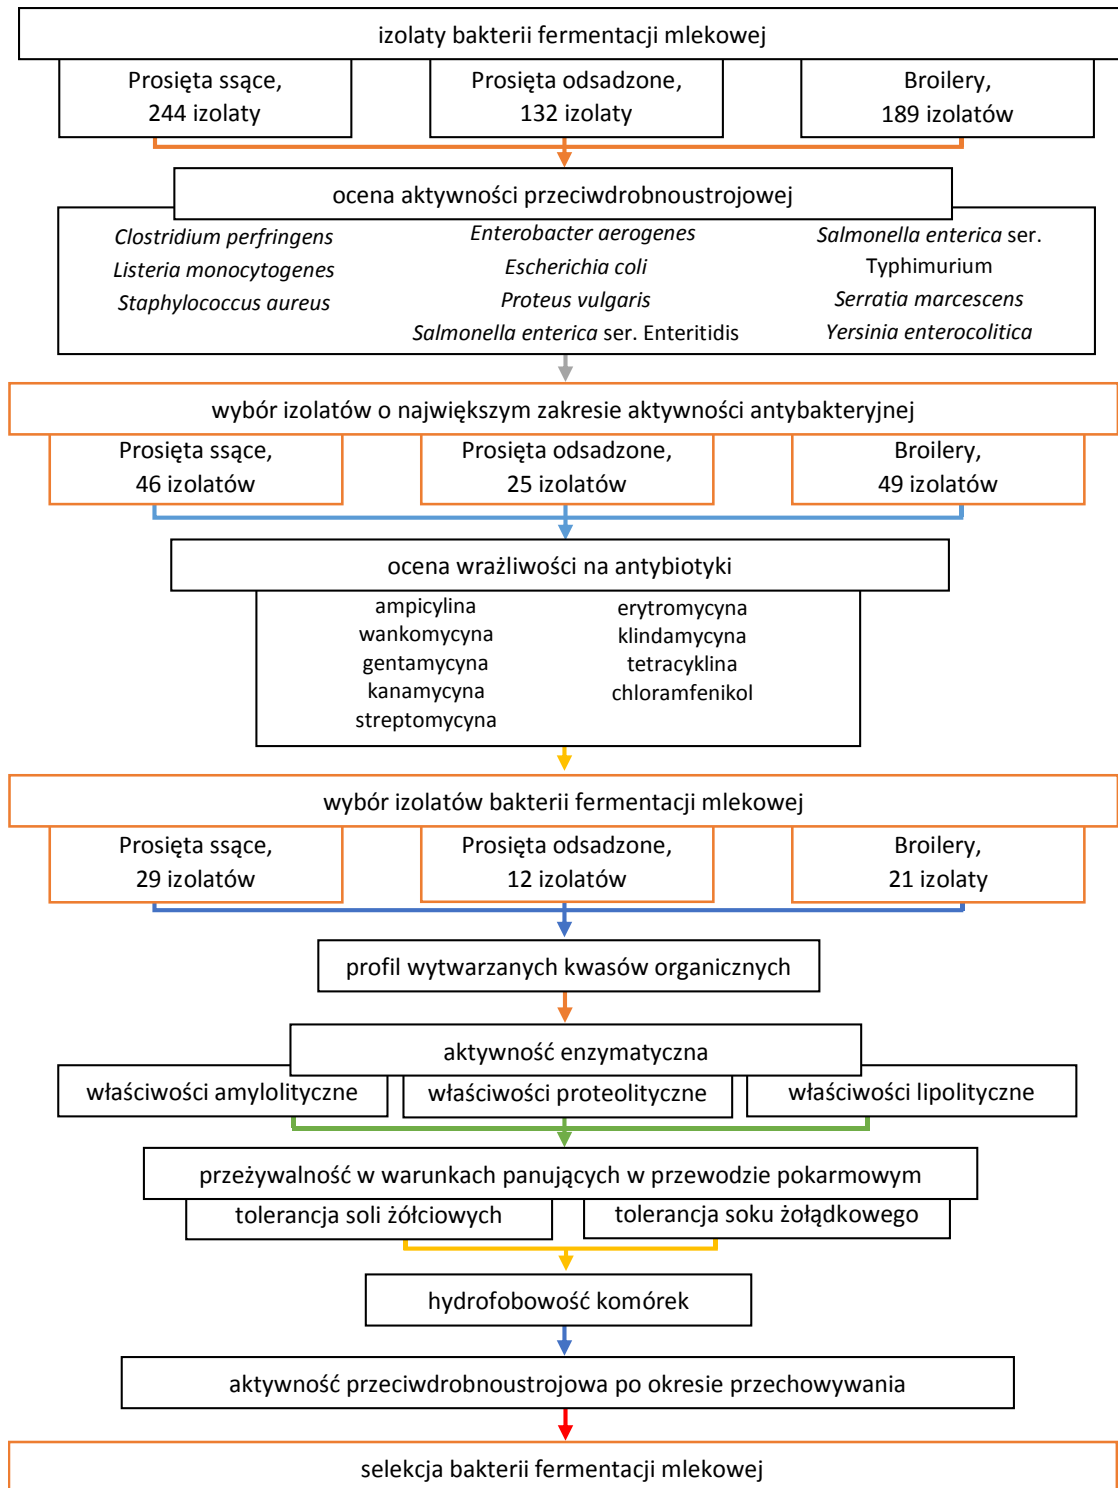 izolaty bakterii fermentacji mlekowej
Prosięta ssące,
244 izolaty
Prosięta odsadzone,
132 izolaty
Broilery,
189 izolatów
ocena aktywności przeciwdrobnoustrojowej
Clostridium perfringens
Listeria monocytogenes
Staphylococcus aureus
Enterobacter aerogenes
Escherichia coli
Proteus vulgaris
Salmonella enterica ser. Enteritidis
Salmonella enterica ser.
Typhimurium
Serratia marcescens
Yersinia enterocolitica
wybór izolatów o największym zakresie aktywności antybakteryjnej
Prosięta ssące,
46 izolatów
Prosięta odsadzone,
25 izolatów
Broilery,
49 izolatów
ocena wrażliwości na antybiotyki
ampicylina
wankomycyna
gentamycyna
kanamycyna
streptomycyna
erytromycyna
klindamycyna
tetracyklina
chloramfenikol
wybór izolatów bakterii fermentacji mlekowej
Prosięta ssące,
29 izolatów
Prosięta odsadzone,
12 izolatów
Broilery,
21 izolaty
profil wytwarzanych kwasów organicznych
aktywność enzymatyczna
właściwości amylolityczne
właściwości proteolityczne
właściwości lipolityczne
przeżywalność w warunkach panujących w przewodzie pokarmowym
tolerancja soli żółciowych
tolerancja soku żołądkowego
hydrofobowość komórek
aktywność przeciwdrobnoustrojowa po okresie przechowywania
selekcja bakterii fermentacji mlekowej